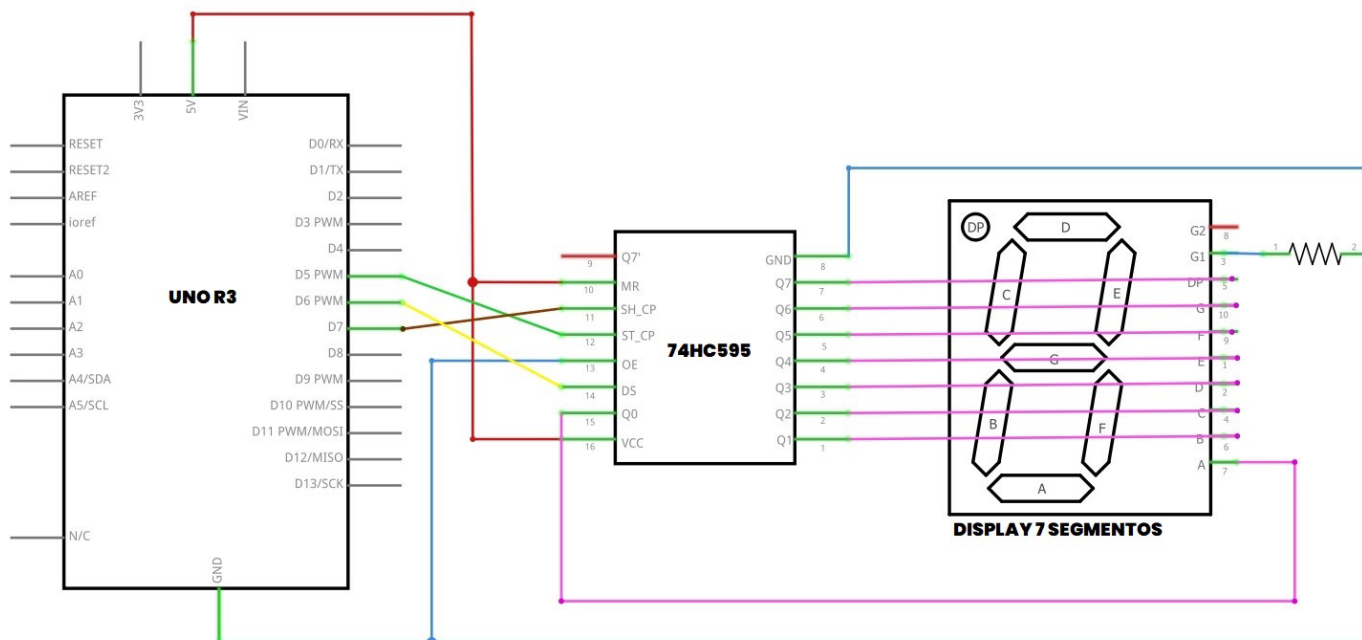 3V3
5V
VIN
RESET
RESET2
AREF
ioref
A0
A1
A2
A3
A4/SDA
A5/SCL
N/C
UNO R3
D0/RX
D1/TX
D2
D3 PWM
D4
D5 PWM
D6 PWM
D7
D8
D9 PWM
D10 PWM/SS
D11 PWM/MOSI
D12/MISO
D13/SCK
GND
Q7'
9
MR
10
SH_CP
11
ST_CP
12
OE
13
DS
14
Q0
15
VCC
16
74HC595
GND
8
Q7
7
Q6
6
Q5
5
Q4
4
Q3
3
Q2
2
Q1
1
DP
D
C
E
G
B
F
A
G2
8
G1
3
DP
5
G
10
F
9
E
1
D
2
C
4
B
6
A
7
1
2
DISPLAY 7 SEGMENTOS